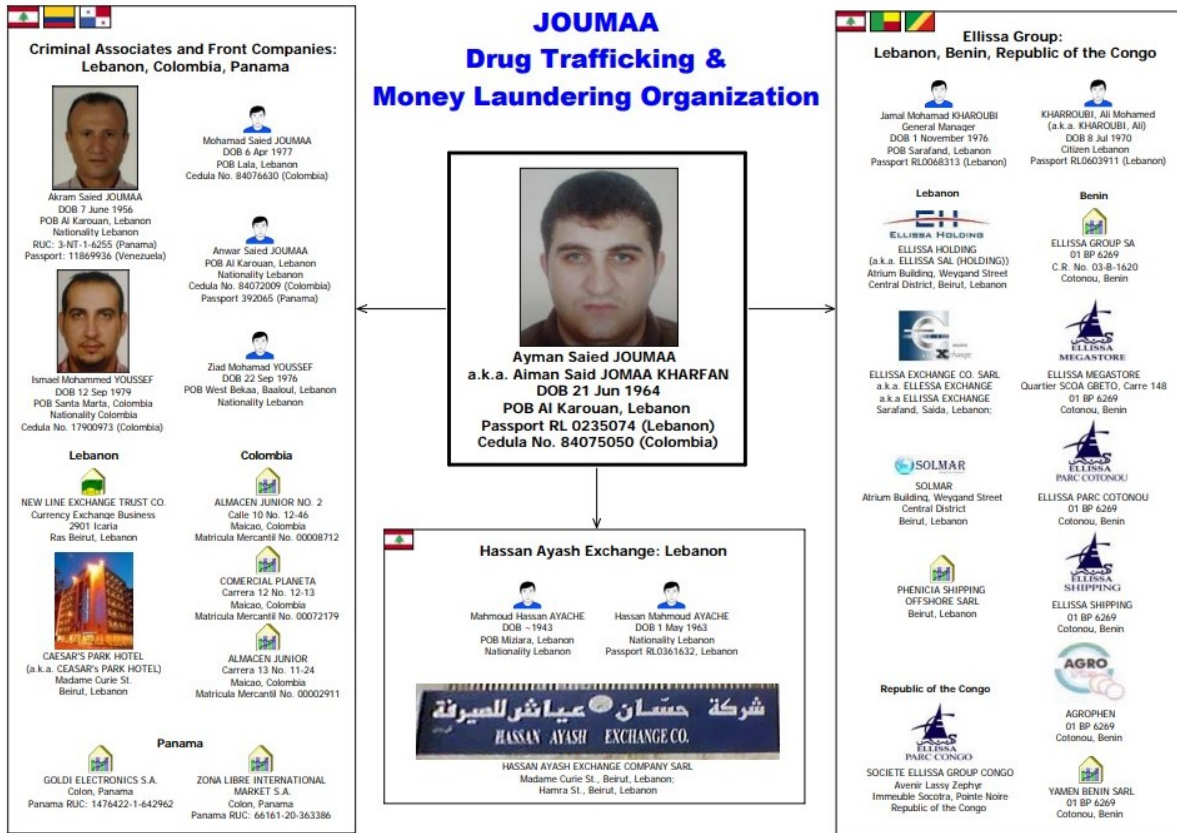 JOUMAA
Drug Trafficking &
Money Laundering Organization
Criminal Associates and Front Companies:
Lebanon, Colombia, Panama
Akram Saied JOUMAA
DOB 7 June 1956
POB Al Karouan, Lebanon
Nationality Lebanon
RUC: 3-NT-1-6255 (Panama)
Passport: 11869936 (Venezuela)
Mohamad Saied JOUMAA
DOB 6 Apr 1977
POB Lala, Lebanon
Cedula No. 84076630 (Colombia)
Anwar Saied JOUMAA
POB Al Karouan, Lebanon
Nationality Lebanon
Cedula No. 84072009 (Colombia)
Passport 392065 (Panama)
Ismael Mohammed YOUSSEF
DOB 12 Sep 1979
POB Santa Marta, Colombia
Nationality Colombia
Cedula No. 17900973 (Colombia)
Ziad Mohamad YOUSSEF
DOB 22 Sep 1976
POB West Bekaa, Baaloul, Lebanon
Nationality Lebanon
Lebanon
NEW LINE EXCHANGE TRUST CO.
Currency Exchange Business
2901 Icaria
Ras Beirut, Lebanon
CAESAR'S PARK HOTEL
(a.k.a. CEASAR's PARK HOTEL)
Madame Curie St.
Beirut, Lebanon
Colombia
ALMACEN JUNIOR NO. 2
Calle 10 No. 12-46
Maicao, Colombia
Matricula Mercantil No. 00008712
COMERCIAL PLANETA
Carrera 12 No. 12-13
Maicao, Colombia
Matricula Mercantil No. 00072179
ALMACEN JUNIOR
Carrera 13 No. 11-24
Maicao, Colombia
Matricula Mercantil No. 00002911
Panama
GOLDI ELECTRONICS S.A.
Colon, Panama
Panama RUC: 1476422-1-642962
ZONA LIBRE INTERNATIONAL
MARKET S.A.
Colon, Panama
Panama RUC: 66161-20-363386
Ayman Saied JOUMAA
a.k.a. Aiman Said JOMAA KHARFAN
DOB 21 Jun 1964
POB Al Karouan, Lebanon
Passport RL 0235074 (Lebanon)
Cedula No. 84075050 (Colombia)
Hassan Ayash Exchange: Lebanon
Mahmoud Hassan AYACHE
DOB ~1943
POB Miziara, Lebanon
Nationality Lebanon
Hassan Mahmoud AYACHE
DOB 1 May 1963
Nationality Lebanon
Passport RL0361632, Lebanon
شركة حسّان عياش للصيرفة
HASSAN AYASH EXCHANGE CO.
HASSAN AYASH EXCHANGE COMPANY SARL
Madame Curie St., Beirut, Lebanon;
Hamra St., Beirut, Lebanon
Ellissa Group:
Lebanon, Benin, Republic of the Congo
Jamal Mohamad KHAROUBI
General Manager
DOB 1 November 1976
POB Sarafand, Lebanon
Passport RL0068313 (Lebanon)
KHARROUBI, Ali Mohamed
(a.k.a. KHAROUBI, Ali)
DOB 8 Jul 1970
Citizen Lebanon
Passport RL0603911 (Lebanon)
Lebanon
EH
ELLISSA HOLDING
ELLISSA HOLDING
(a.k.a. ELLISSA SAL (HOLDING))
Atrium Building, Weygand Street
Central District, Beirut, Lebanon
ELLISSA EXCHANGE CO. SARL
a.k.a. ELLESSA EXCHANGE
a.k.a ELLISSA EXCHANGE
Sarafand, Saida, Lebanon;
SOLMAR
SOLMAR
Atrium Building, Weygand Street
Central District
Beirut, Lebanon
PHENICIA SHIPPING
OFFSHORE SARL
Beirut, Lebanon
Republic of the Congo
ELLISSA
PARC CONGO
SOCIETE ELLISSA GROUP CONGO
Avenir Lassy Zephyr
Immeuble Socotra, Pointe Noire
Republic of the Congo
Benin
ELLISSA GROUP SA
01 BP 6269
C.R. No. 03-B-1620
Cotonou, Benin
ELLISSA
MEGASTORE
ELLISSA MEGASTORE
Quartier SCOA GBETO, Carre 148
01 BP 6269
Cotonou, Benin
ELLISSA
PARC COTONOU
ELLISSA PARC COTONOU
01 BP 6269
Cotonou, Benin
ELLISSA
SHIPPING
ELLISSA SHIPPING
01 BP 6269
Cotonou, Benin
AGRO
AGROPHEN
01 BP 6269
Cotonou, Benin
YAMEN BENIN SARL
01 BP 6269
Cotonou, Benin